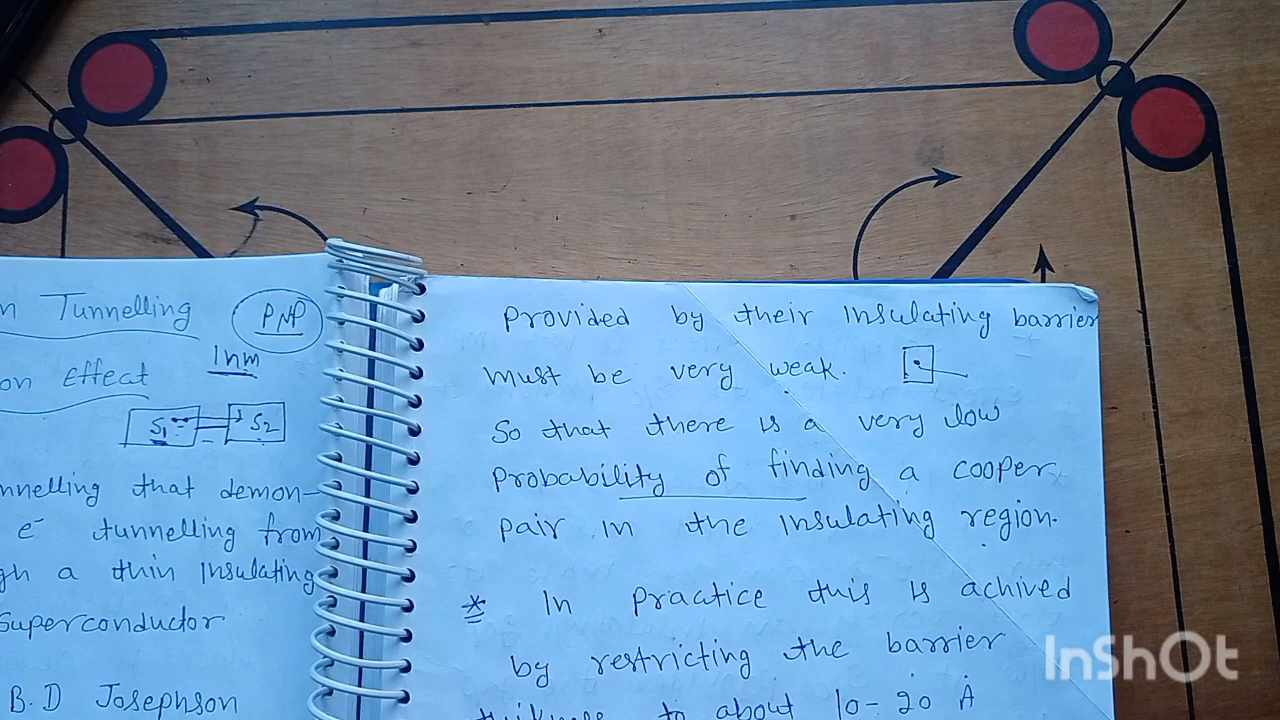 n Tunnelling
PNP
1nm
on Effect
S1 S2
nnelling that demon-
e- tunnelling from
gh a thin insulating
Superconductor
B.D Josephson
Provided by their insulating barrier
must be very weak.
So that there is a very low
Probability of finding a cooper
pair in the insulating region.
* In Practice this is achived
by restricting the barrier
to about 10-20 Å
InShOt